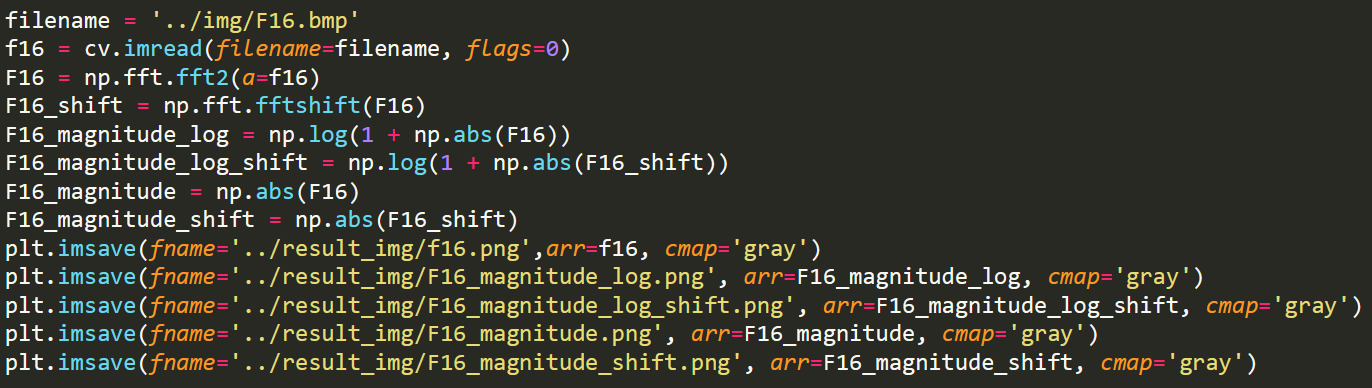 filename = '../img/F16.bmp'
f16 = cv.imread(filename=filename, flags=0)
F16 = np.fft.fft2(a=f16)
F16_shift = np.fft.fftshift(F16)
F16_magnitude_log = np.log(1 + np.abs(F16))
F16_magnitude_log_shift = np.log(1 + np.abs(F16_shift))
F16_magnitude = np.abs(F16)
F16_magnitude_shift = np.abs(F16_shift)
plt.imsave(fname='../result_img/f16.png',arr=f16, cmap='gray')
plt.imsave(fname='../result_img/F16_magnitude_log.png', arr=F16_magnitude_log, cmap='gray')
plt.imsave(fname='../result_img/F16_magnitude_log_shift.png', arr=F16_magnitude_log_shift, cmap='gray')
plt.imsave(fname='../result_img/F16_magnitude.png', arr=F16_magnitude, cmap='gray')
plt.imsave(fname='../result_img/F16_magnitude_shift.png', arr=F16_magnitude_shift, cmap='gray')